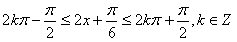 2kπ − π/2 ≤ 2x + π/6 ≤ 2kπ + π/2, k ∈ Z